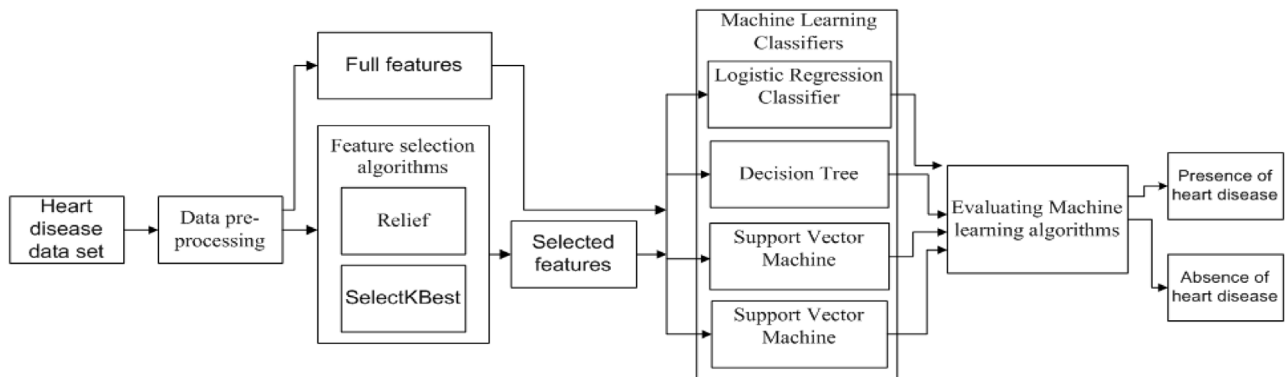 Heart
disease
data set
Data pre-
processing
Full features
Feature selection
algorithms
Relief
SelectKBest
Selected
features
Machine Learning
Classifiers
Logistic Regression
Classifier
Decision Tree
Support Vector
Machine
Support Vector
Machine
Evaluating Machine
learning algorithms
Presence of
heart disease
Absence of
heart disease